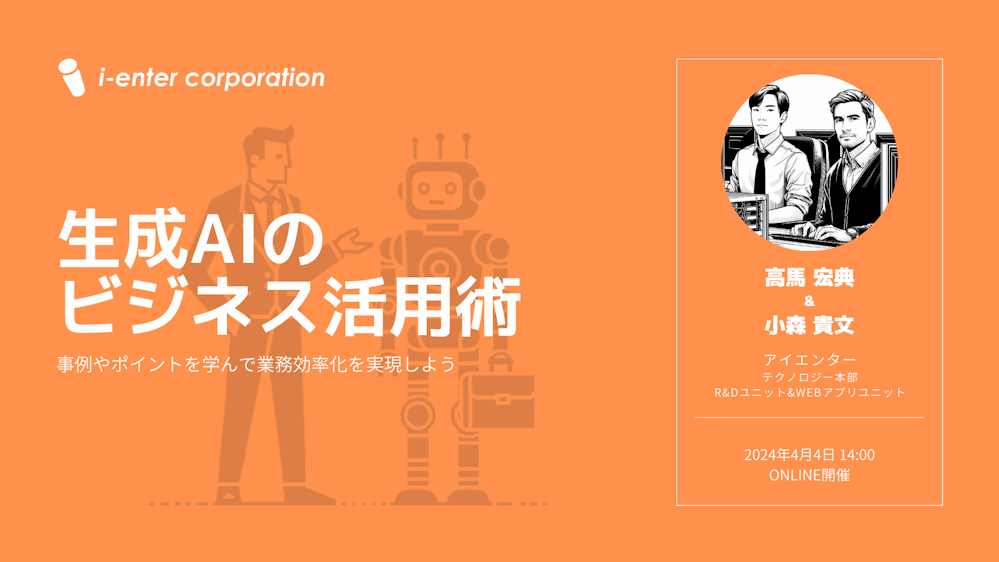 i-enter corporation
生成AIの
ビジネス活用術
事例やポイントを学んで業務効率化を実現しよう
高馬 宏典
&
小森 貴文
アイエンター
テクノロジー本部
R&Dユニット&WEBアプリユニット
2024年4月4日 14:00
ONLINE開催